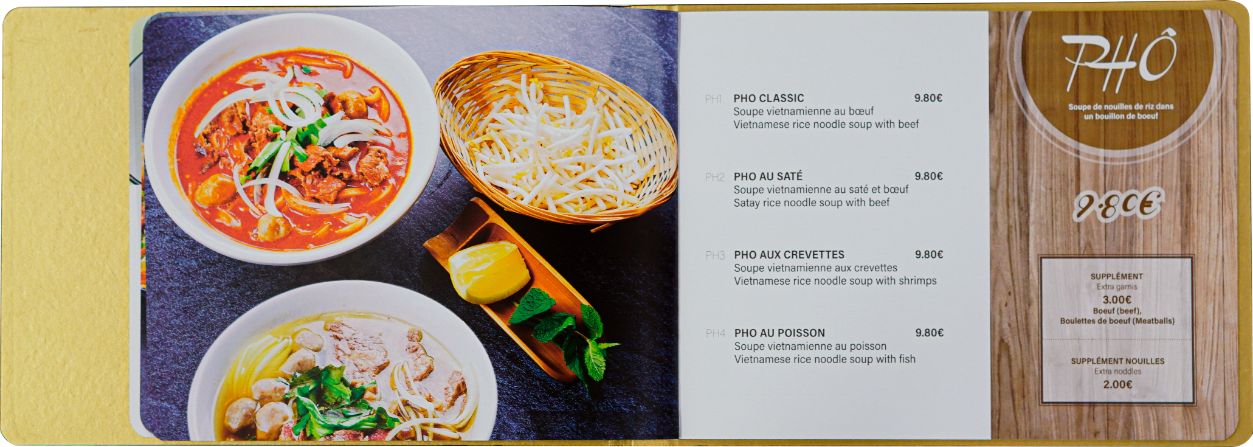 PH1 PHO CLASSIC 9.80€
Soupe vietnamienne au bœuf
Vietnamese rice noodle soup with beef
PH2 PHO AU SATÉ 9.80€
Soupe vietnamienne au saté et bœuf
Satay rice noodle soup with beef
PH3 PHO AUX CREVETTES 9.80€
Soupe vietnamienne aux crevettes
Vietnamese rice noodle soup with shrimps
PH4 PHO AU POISSON 9.80€
Soupe vietnamienne au poisson
Vietnamese rice noodle soup with fish
PHÔ
Soupe de nouilles de riz dans
un bouillon de boeuf
9.80€
SUPPLÉMENT
Extra garnis
3.00€
Boeuf (beef),
Boulettes de boeuf (Meatballs)
SUPPLÉMENT NOUILLES
Extra noddles
2.00€